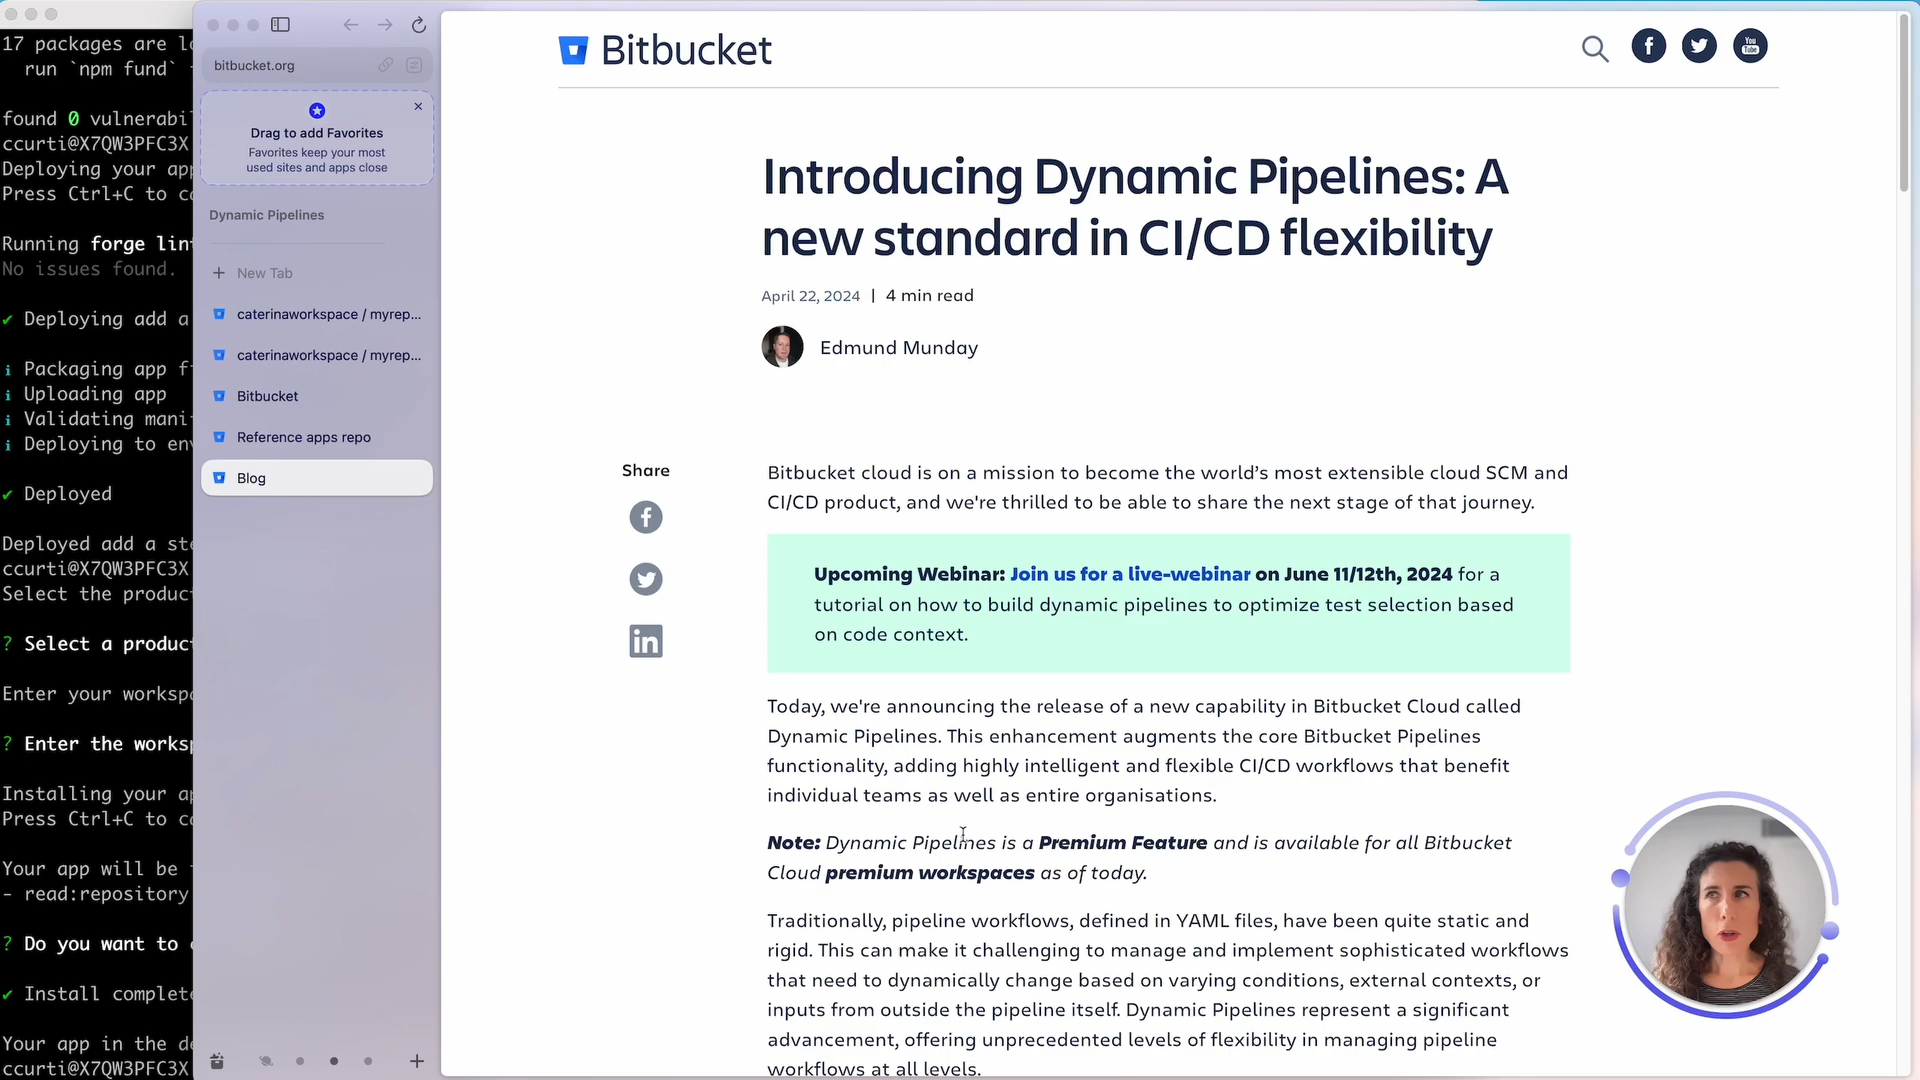 17 packages are
run `npm fund`
found 0
ccurti@X7QW3PFC3X
Deploying your
Press Ctrl+C to
Running forge
No issues found.
✔ Deploying add a
i Packaging app
i Uploading app
i Validating
i Deploying to
✔ Deployed
Deployed add a
ccurti@X7QW3PFC3X
Select the
? Select a
Enter your
? Enter the
Installing your
Press Ctrl+C to
Your app will be
- read:repository
? Do you want to
✔ Install
Your app in the
ccurti@X7QW3PFC3X
bitbucket.org
Drag to add Favorites
Favorites keep your most
used sites and apps close
Dynamic Pipelines
New Tab
caterinaworkspace / myrep...
caterinaworkspace / myrep...
Bitbucket
Reference apps repo
Blog
Bitbucket
You
Tube
Introducing Dynamic Pipelines: A
new standard in CI/CD flexibility
April 22, 2024 | 4 min read
Edmund Munday
Share
Bitbucket cloud is on a mission to become the world’s most extensible cloud SCM and
CI/CD product, and we're thrilled to be able to share the next stage of that journey.
Upcoming Webinar: Join us for a live-webinar on June 11/12th, 2024 for a
tutorial on how to build dynamic pipelines to optimize test selection based
on code context.
Today, we're announcing the release of a new capability in Bitbucket Cloud called
Dynamic Pipelines. This enhancement augments the core Bitbucket Pipelines
functionality, adding highly intelligent and flexible CI/CD workflows that benefit
individual teams as well as entire organisations.
Note: Dynamic Pipelines is a Premium Feature and is available for all Bitbucket
Cloud premium workspaces as of today.
Traditionally, pipeline workflows, defined in YAML files, have been quite static and
rigid. This can make it challenging to manage and implement sophisticated workflows
that need to dynamically change based on varying conditions, external contexts, or
inputs from outside the pipeline itself. Dynamic Pipelines represent a significant
advancement, offering unprecedented levels of flexibility in managing pipeline
workflows at all levels.